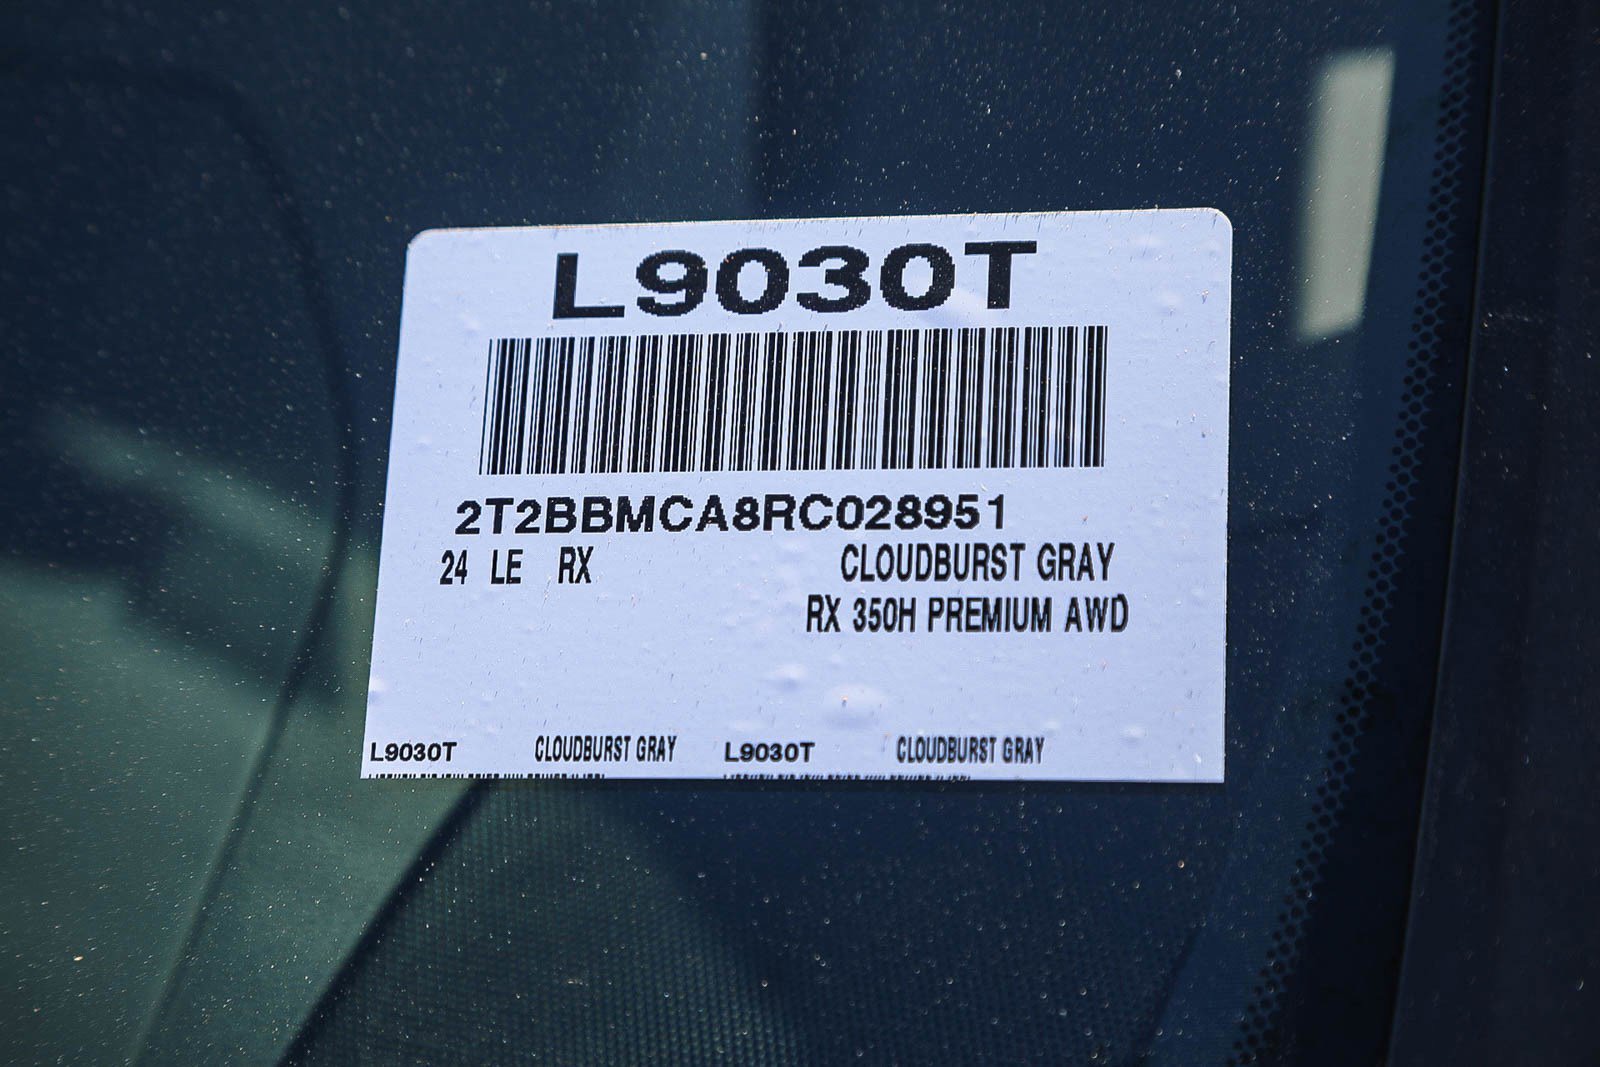 L9030T
2T2BBMCA8RC028951
24 LE RX CLOUDBURST GRAY
RX 350H PREMIUM AWD
L9030T CLOUDBURST GRAY L9030T CLOUDBURST GRAY